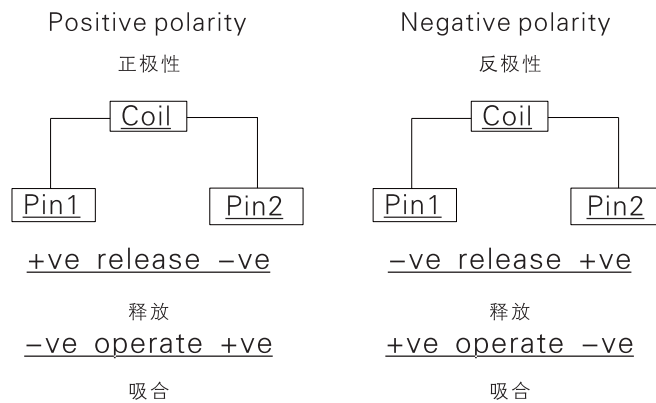 Positive polarity
正极性
Coil
Pin1
Pin2
+ve release −ve
释放
−ve operate +ve
吸合
Negative polarity
反极性
Coil
Pin1
Pin2
−ve release +ve
释放
+ve operate −ve
吸合